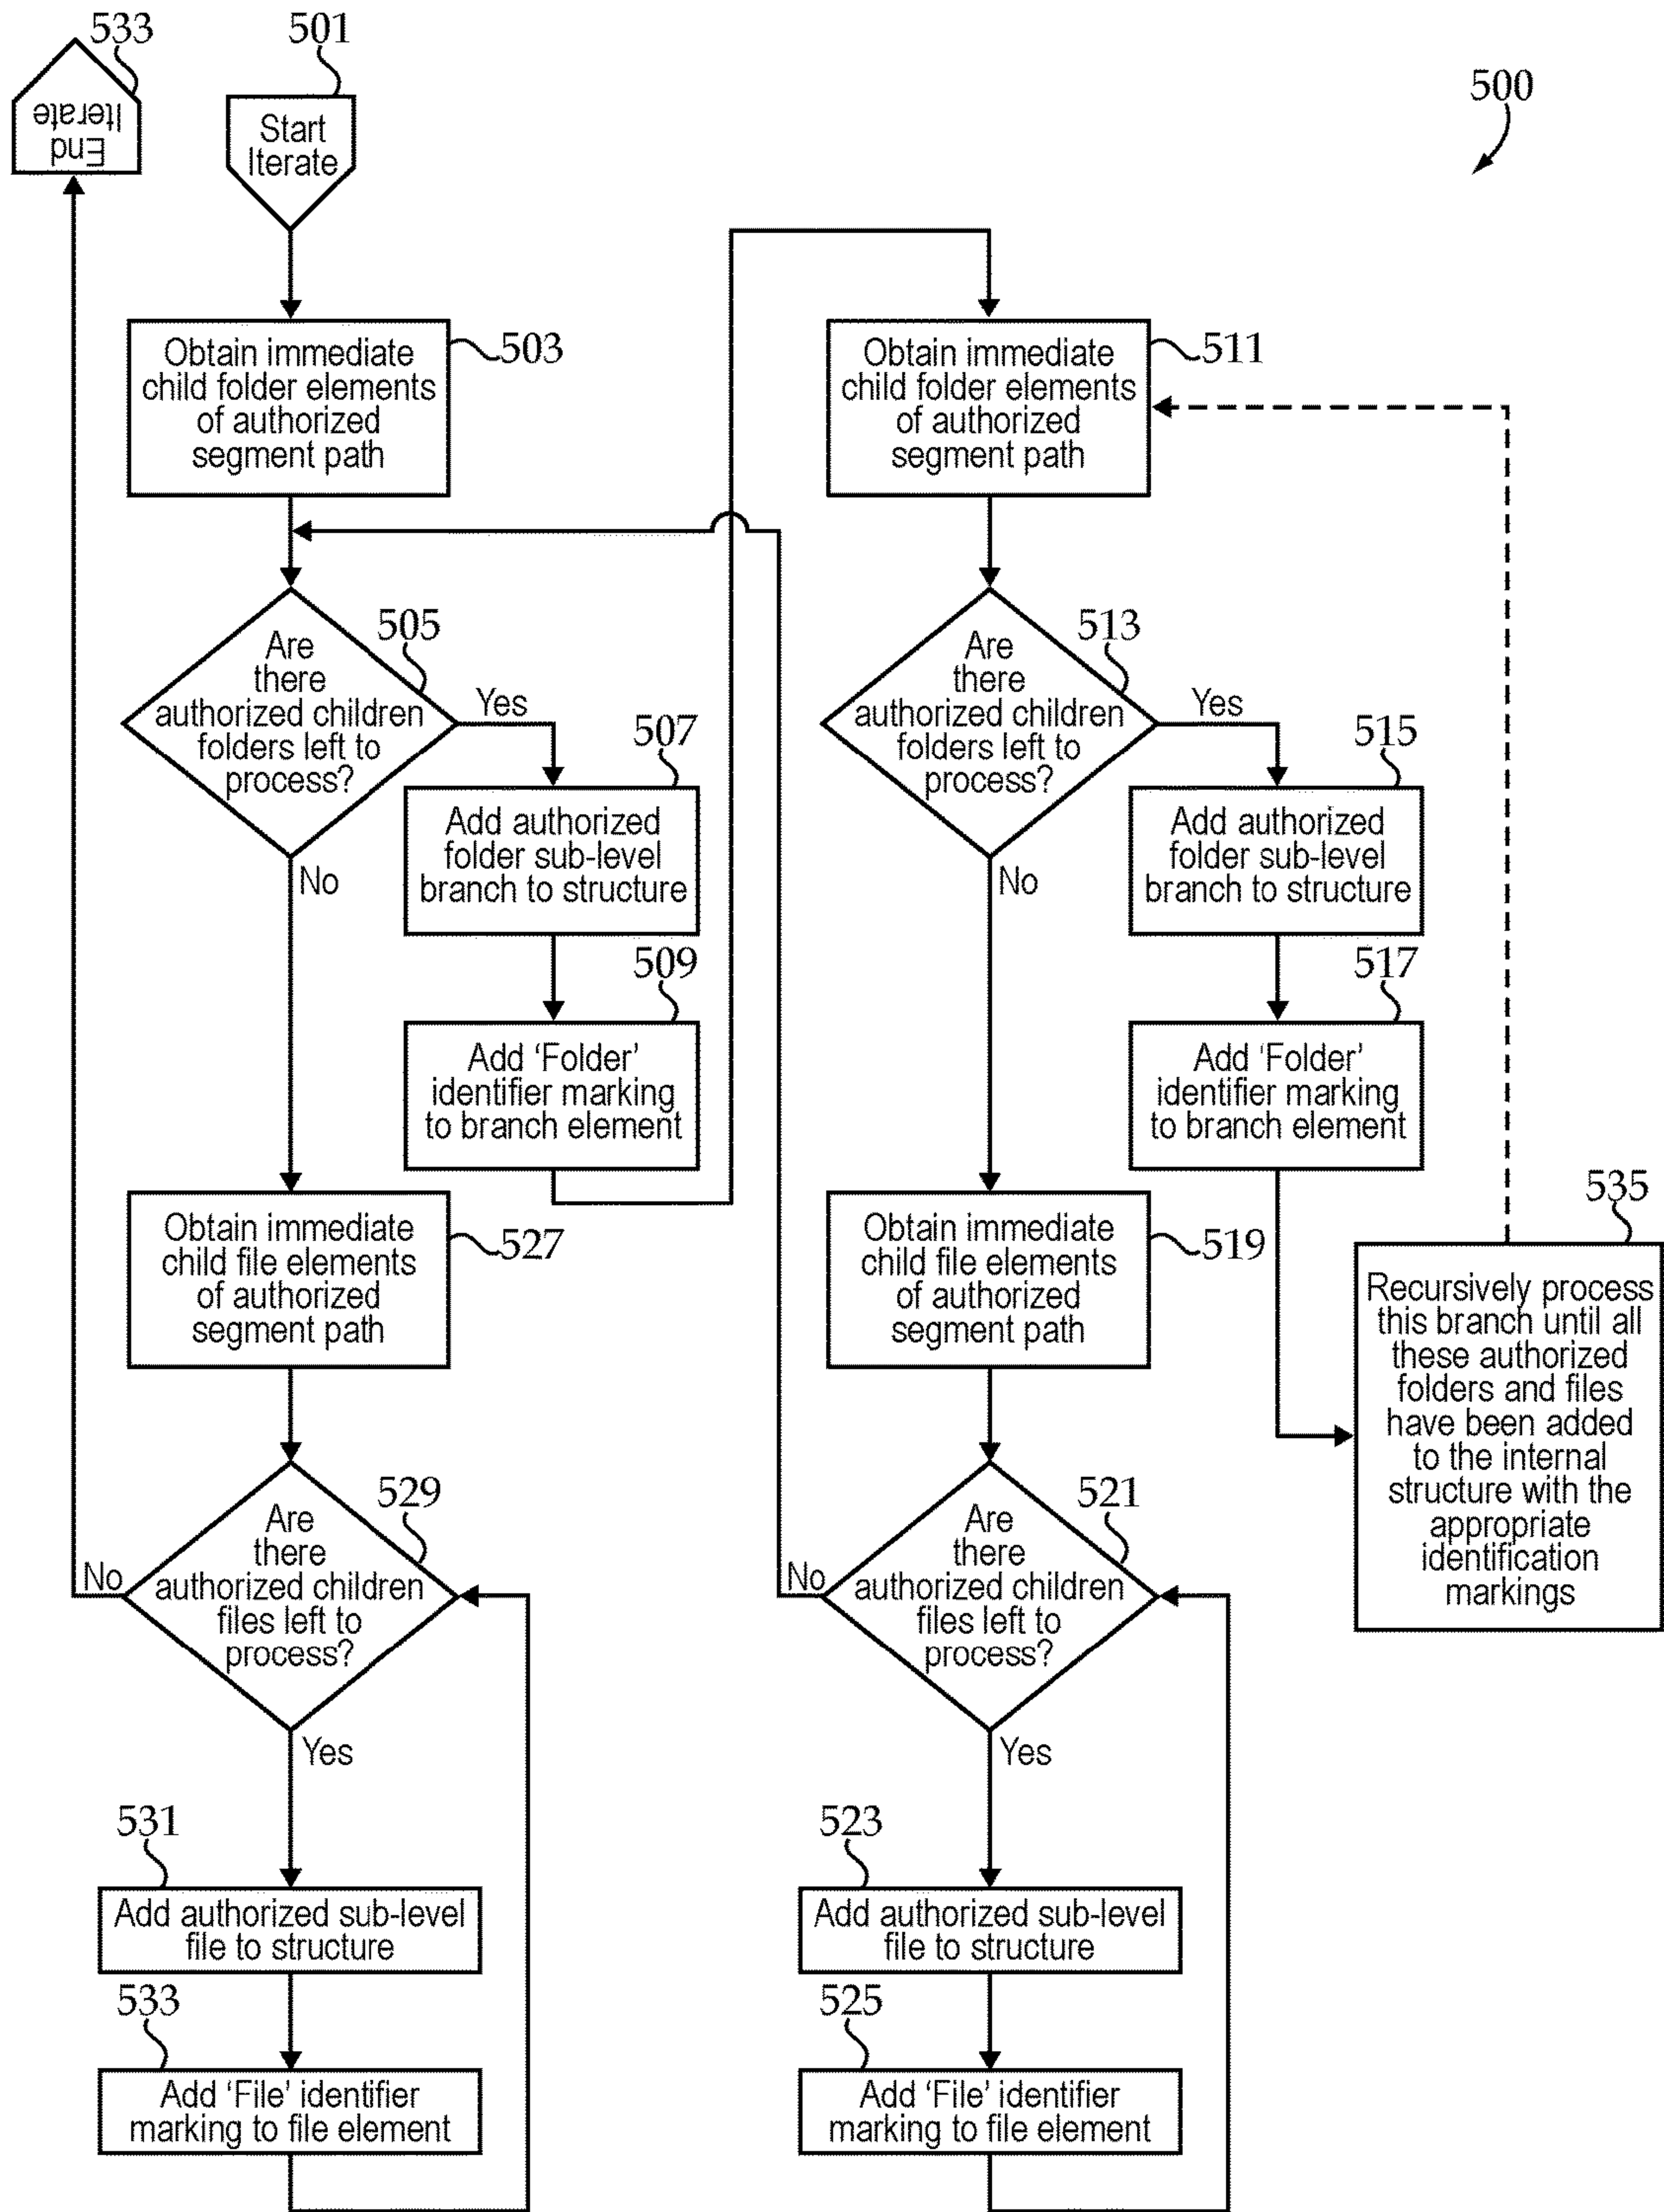 533
End
Iterate
501
Start
Iterate
500
Obtain immediate
child folder elements
of authorized
segment path
503
Obtain immediate
child folder elements
of authorized
segment path
511
Are
there
authorized children
folders left to
process?
505
Yes
No
507
Add authorized
folder sub-level
branch to structure
509
Add ‘Folder’
identifier marking
to branch element
Are
there
authorized children
folders left to
process?
513
Yes
No
515
Add authorized
folder sub-level
branch to structure
517
Add ‘Folder’
identifier marking
to branch element
Obtain immediate
child file elements
of authorized
segment path
527
Obtain immediate
child file elements
of authorized
segment path
519
535
Recursively process
this branch until all
these authorized
folders and files
have been added
to the internal
structure with the
appropriate
identification
markings
Are
there
authorized children
files left to
process?
529
No
Yes
Are
there
authorized children
files left to
process?
521
No
Yes
531
Add authorized sub-level
file to structure
533
Add ‘File’ identifier
marking to file element
523
Add authorized sub-level
file to structure
525
Add ‘File’ identifier
marking to file element